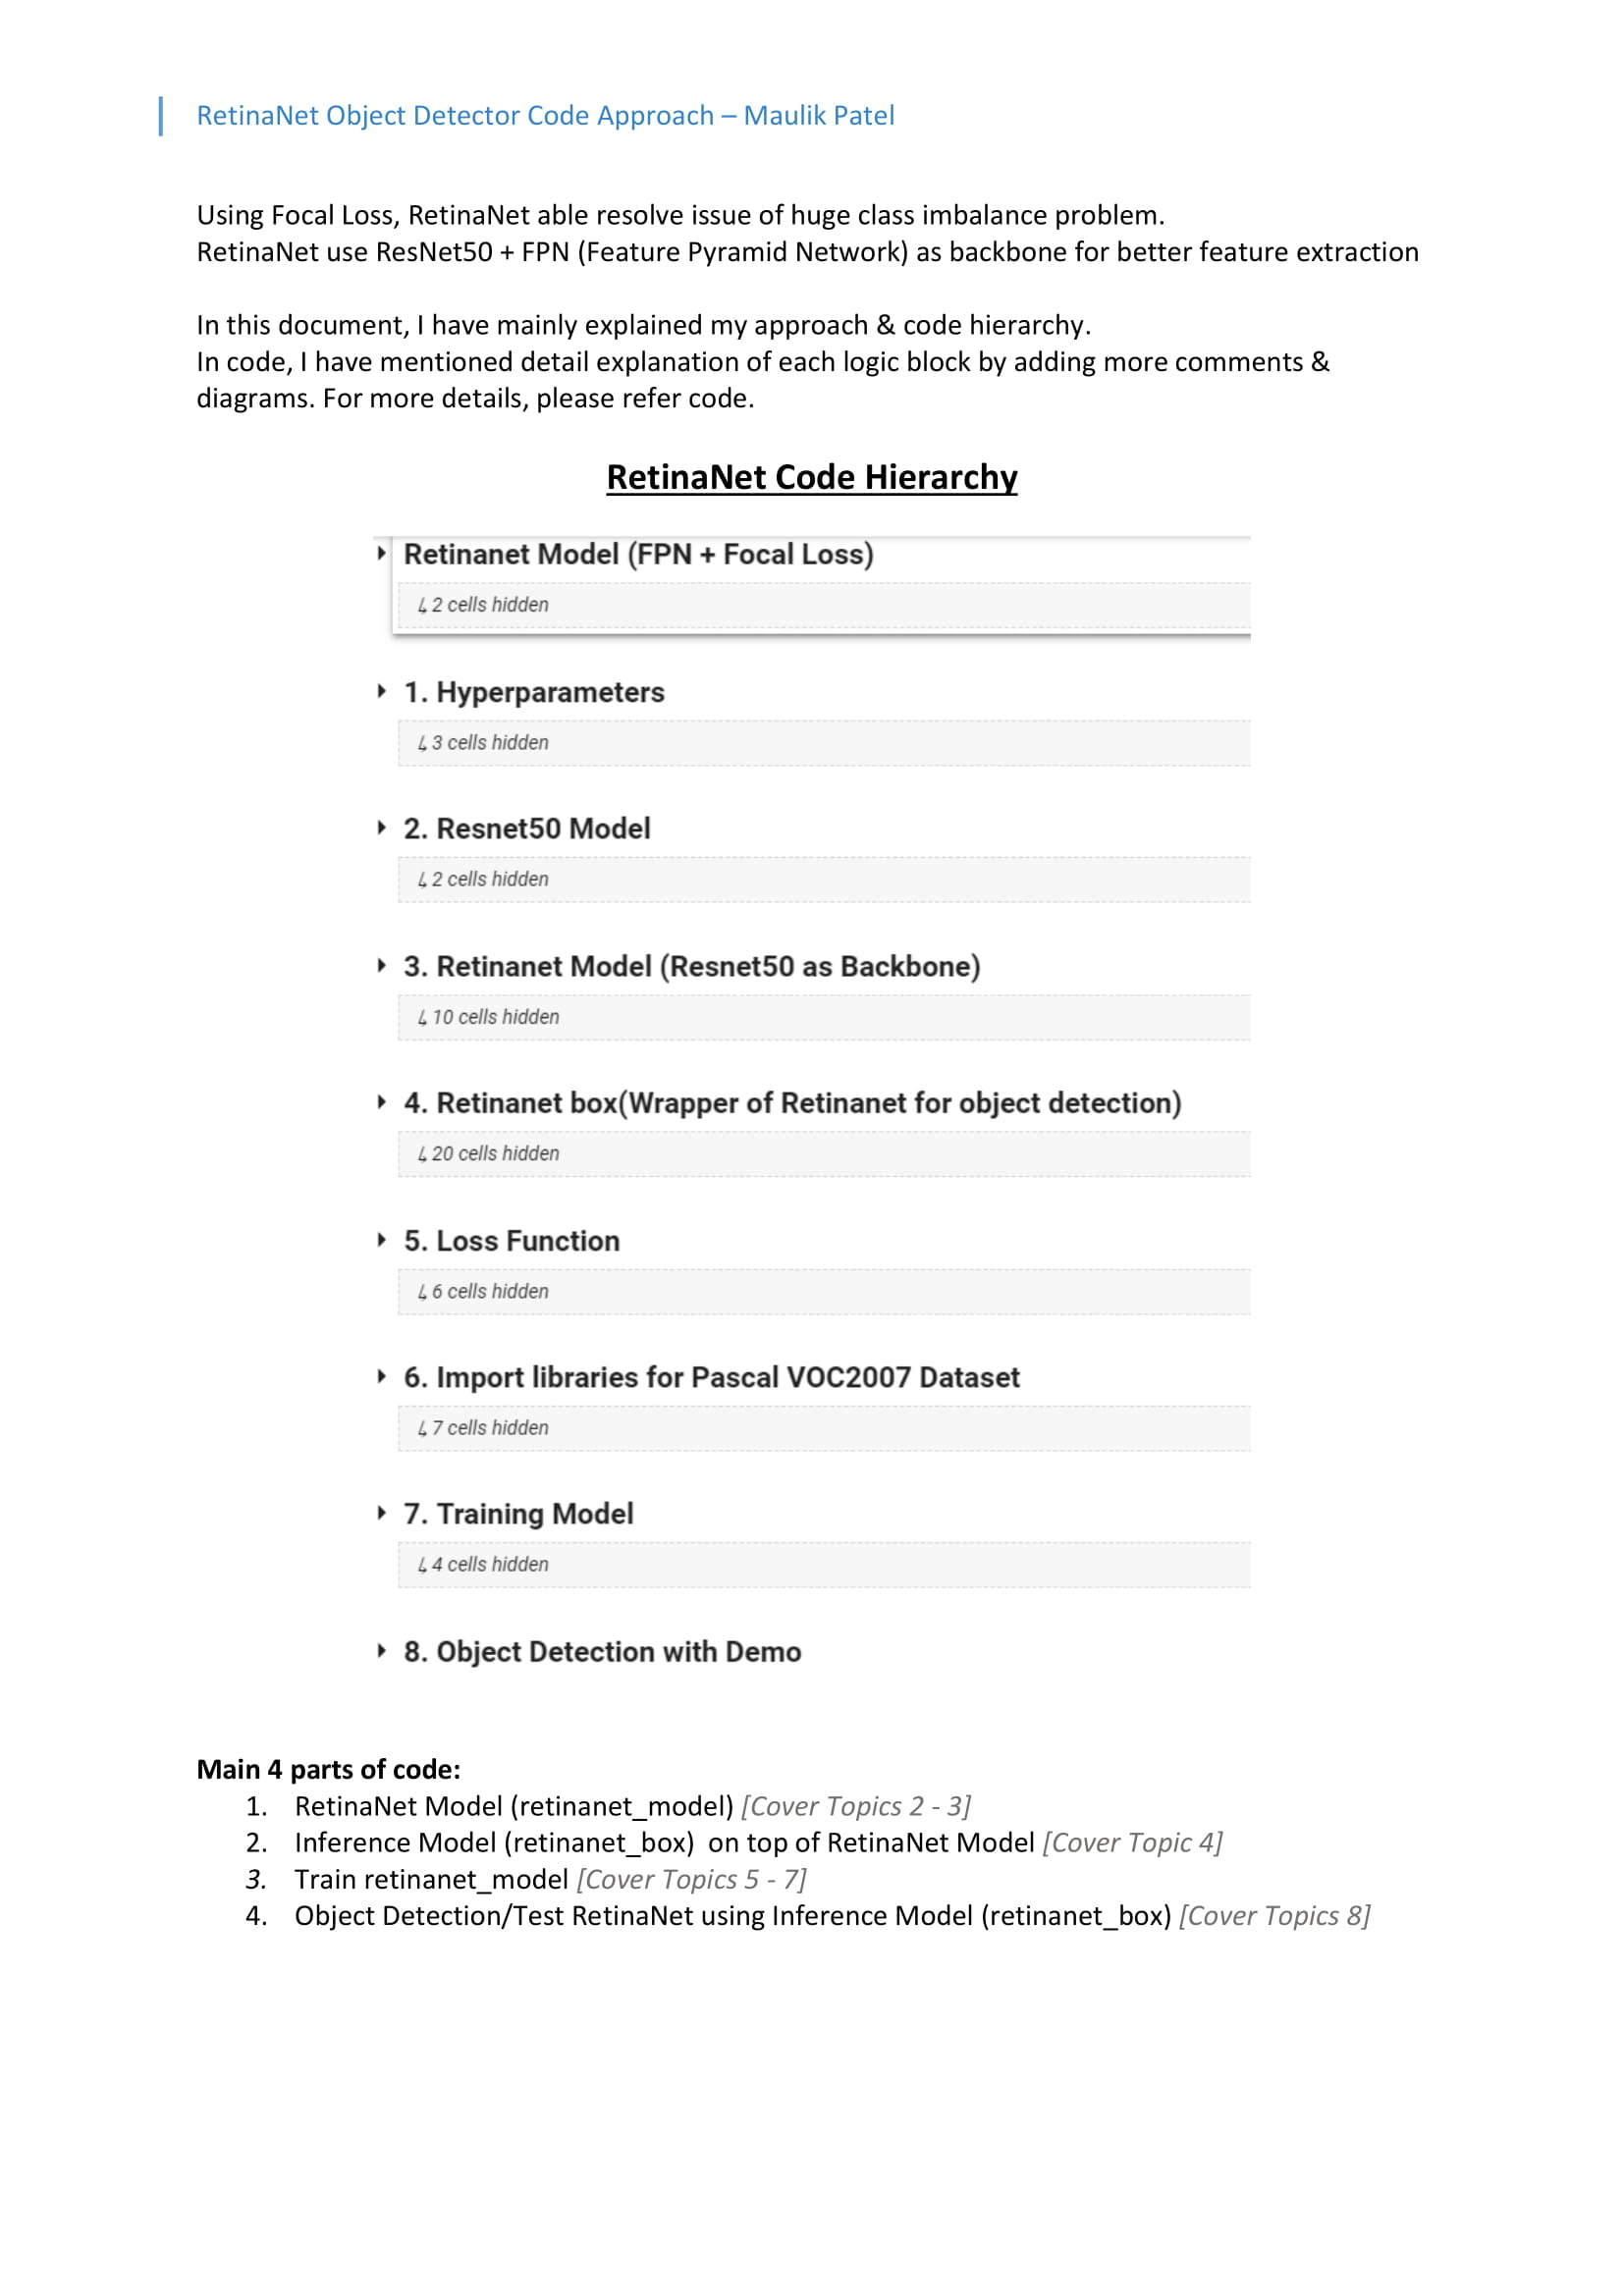 RetinaNet Object Detector Code Approach – Maulik Patel
Using Focal Loss, RetinaNet able resolve issue of huge class imbalance problem.
RetinaNet use ResNet50 + FPN (Feature Pyramid Network) as backbone for better feature extraction
In this document, I have mainly explained my approach & code hierarchy.
In code, I have mentioned detail explanation of each logic block by adding more comments &
diagrams. For more details, please refer code.
RetinaNet Code Hierarchy
Retinanet Model (FPN + Focal Loss)
↳ 2 cells hidden
1. Hyperparameters
↳ 3 cells hidden
2. Resnet50 Model
↳ 2 cells hidden
3. Retinanet Model (Resnet50 as Backbone)
↳ 10 cells hidden
4. Retinanet box(Wrapper of Retinanet for object detection)
↳ 20 cells hidden
5. Loss Function
↳ 6 cells hidden
6. Import libraries for Pascal VOC2007 Dataset
↳ 7 cells hidden
7. Training Model
↳ 4 cells hidden
8. Object Detection with Demo
Main 4 parts of code:
1. RetinaNet Model (retinanet_model) [Cover Topics 2 - 3]
2. Inference Model (retinanet_box)  on top of RetinaNet Model [Cover Topic 4]
3. Train retinanet_model [Cover Topics 5 - 7]
4. Object Detection/Test RetinaNet using Inference Model (retinanet_box) [Cover Topics 8]